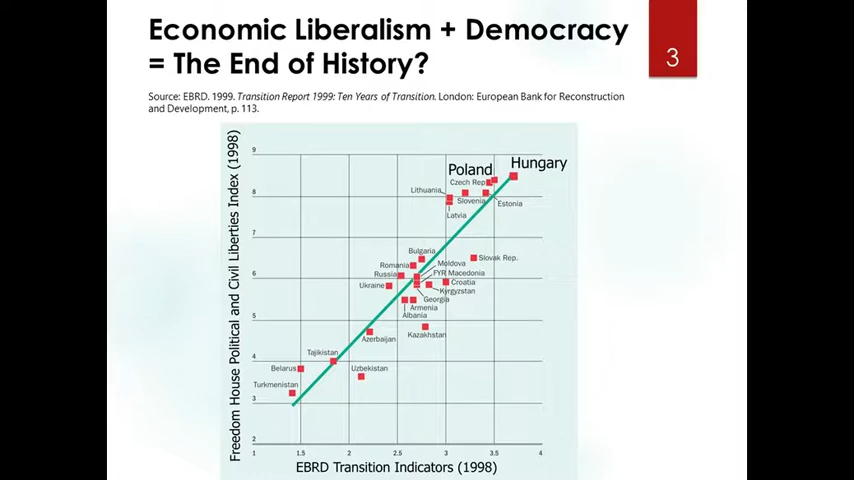 Economic Liberalism + Democracy
= The End of History?
3
Source: EBRD. 1999. Transition Report 1999: Ten Years of Transition. London: European Bank for Reconstruction
and Development, p. 113.
Freedom House Political and Civil Liberties Index (1998)
9
8
7
6
5
4
3
2
Poland
Hungary
Czech Rep.
Lithuania
Slovenia
Estonia
Latvia
Bulgaria
Slovak Rep.
Romania
Moldova
Russia
FYR Macedonia
Ukraine
Croatia
Kyrgyzstan
Georgia
Armenia
Albania
Kazakhstan
Azerbaijan
Tajikistan
Belarus
Uzbekistan
Turkmenistan
1
1.5
2
2.5
3
3.5
4
EBRD Transition Indicators (1998)